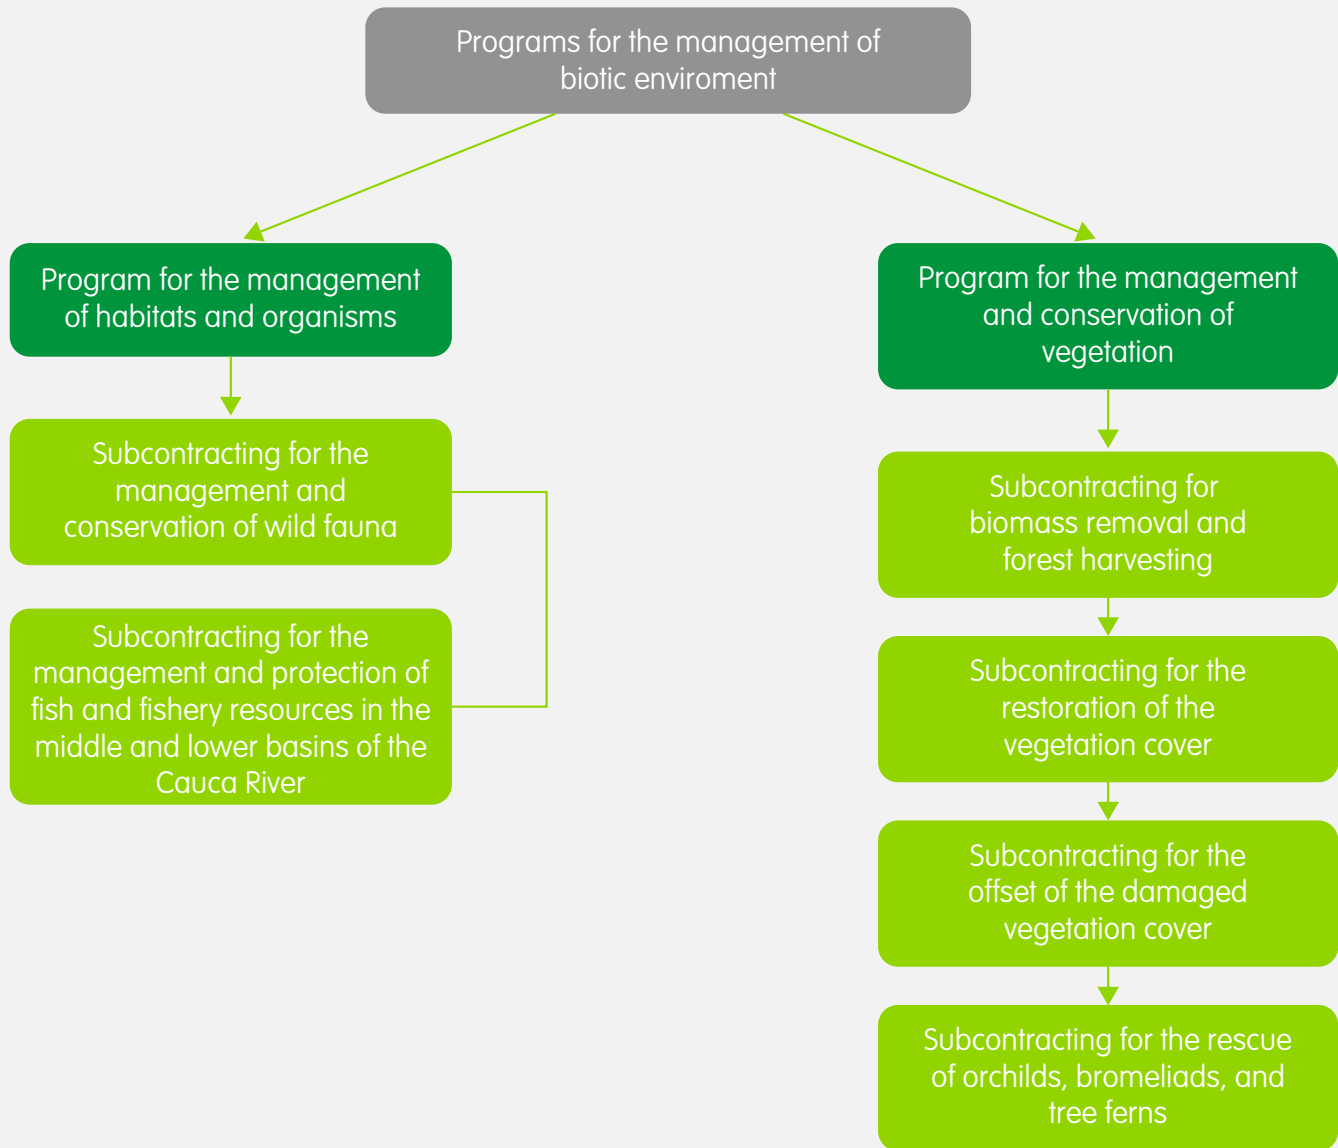 Programs for the management of
biotic enviroment
Program for the management
of habitats and organisms
Subcontracting for the
management and
conservation of wild fauna
Subcontracting for the
management and protection of
fish and fishery resources in the
middle and lower basins of the
Cauca River
Program for the management
and conservation of
vegetation
Subcontracting for
biomass removal and
forest harvesting
Subcontracting for the
restoration of the
vegetation cover
Subcontracting for the
offset of the damaged
vegetation cover
Subcontracting for the rescue
of orchilds, bromeliads, and
tree ferns